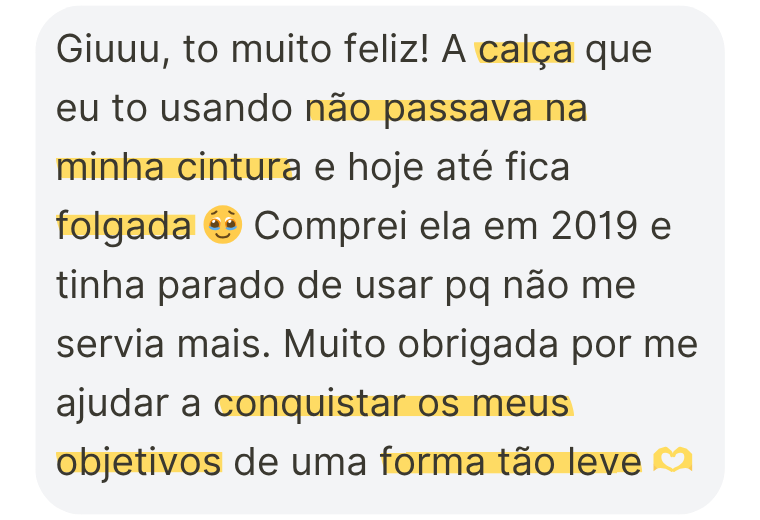 Giuuu, to muito feliz! A calça que
eu to usando não passava na
minha cintura e hoje até fica
folgada 🥹 Comprei ela em 2019 e
tinha parado de usar pq não me
servia mais. Muito obrigada por me
ajudar a conquistar os meus
objetivos de uma forma tão leve 🫶